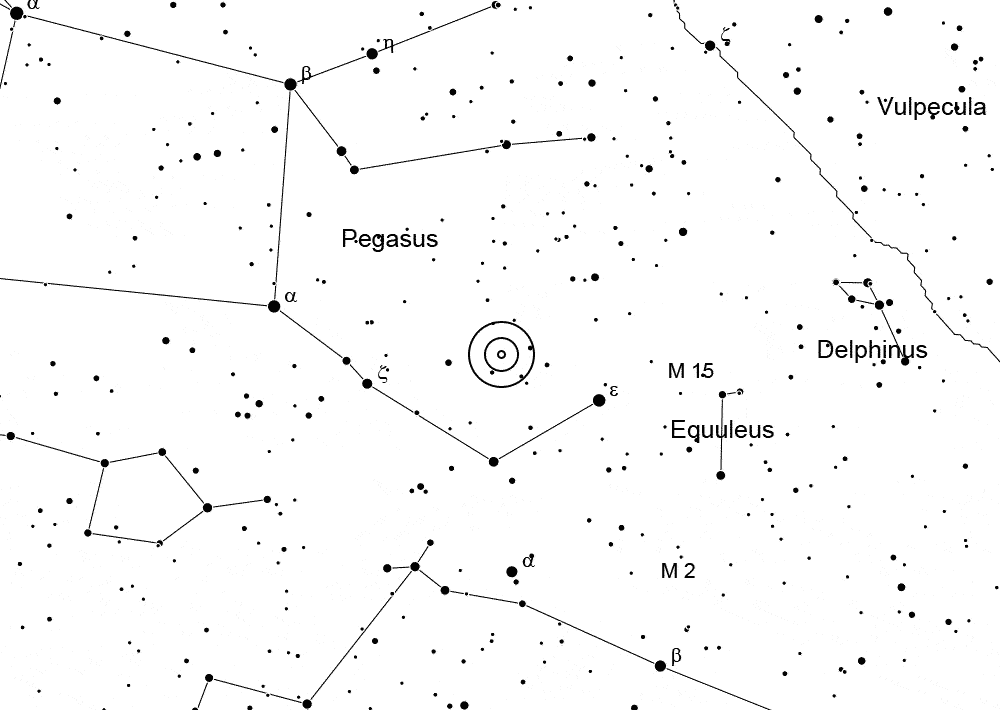 α
η
β
ζ
Vulpecula
Pegasus
α
Delphinus
ζ
M 15
ε
Equuleus
α
M 2
β